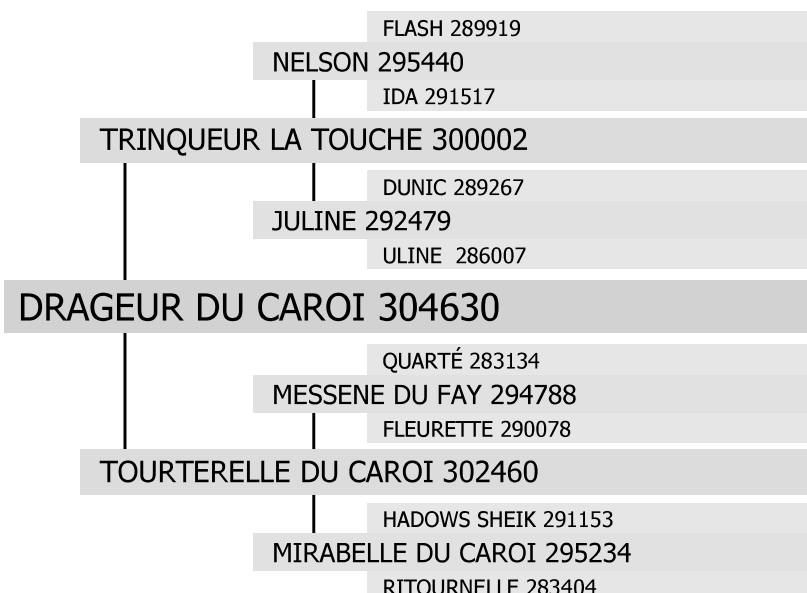 FLASH 289919
NELSON 295440
IDA 291517
TRINQUEUR LA TOUCHE 300002
DUNIC 289267
JULINE 292479
ULINE  286007
DRAGEUR DU CAROI 304630
QUARTÉ 283134
MESSENE DU FAY 294788
FLEURETTE 290078
TOURTERELLE DU CAROI 302460
HADOWS SHEIK 291153
MIRABELLE DU CAROI 295234
RITOURNELLE 283404